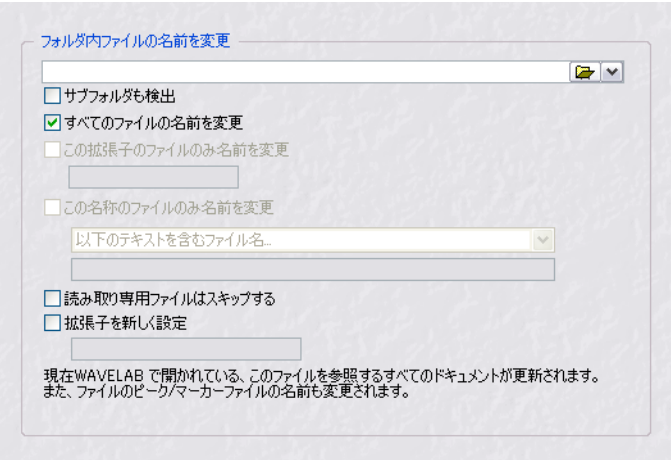 フォルダ内ファイルの名前を変更
サブフォルダも検出
すべてのファイルの名前を変更
この拡張子のファイルのみ名前を変更
この名称のファイルのみ名前を変更
以下のテキストを含むファイル名...
読み取り専用ファイルはスキップする
拡張子を新しく設定
現在WAVELAB で開かれている、このファイルを参照するすべてのドキュメントが更新されます。
また、ファイルのピーク/マーカーファイルの名前も変更されます。